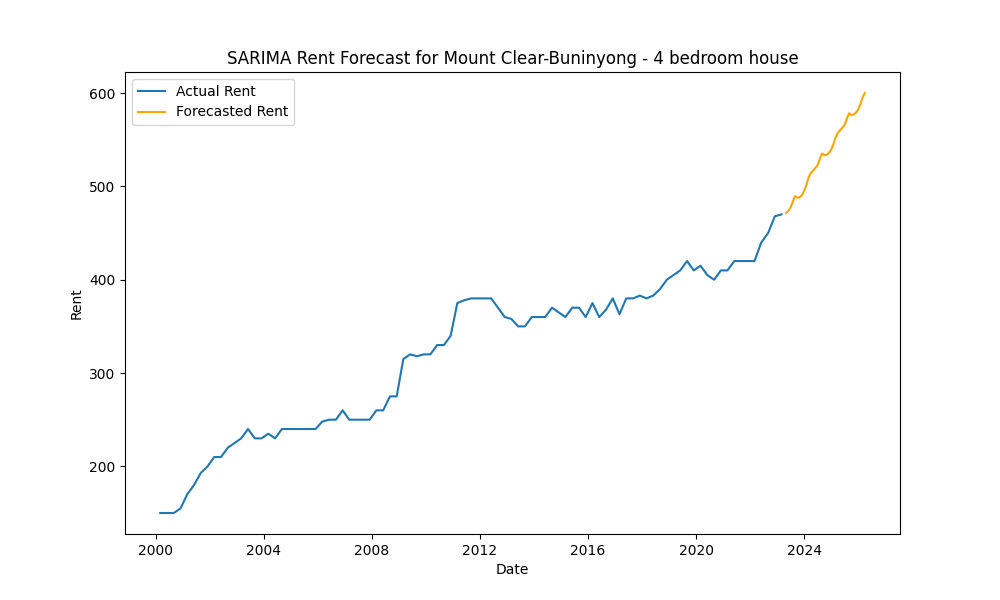 SARIMA Rent Forecast for Mount Clear-Buninyong - 4 bedroom house
Actual Rent
Forecasted Rent
600
500
400
300
200
Rent
2000
2004
2008
2012
2016
2020
2024
Date